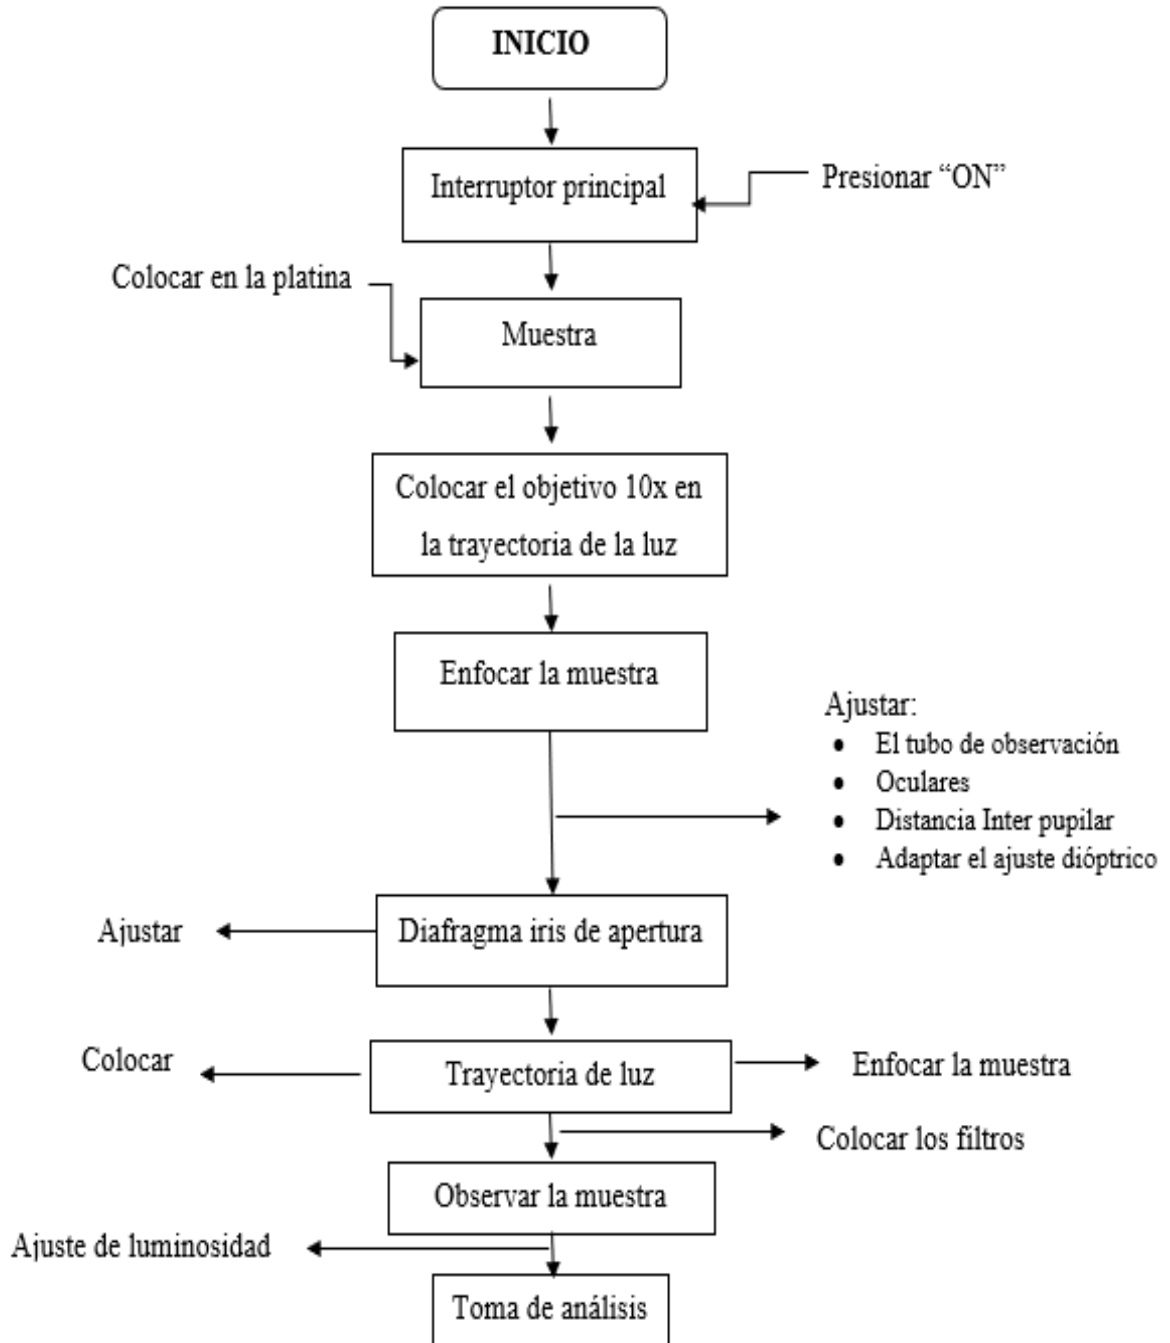 INICIO
Interruptor principal
Presionar “ON”
Colocar en la platina
Muestra
Colocar el objetivo 10x en
la trayectoria de la luz
Enfocar la muestra
Ajustar:
• El tubo de observación
• Oculares
• Distancia Inter pupilar
• Adaptar el ajuste dióptrico
Ajustar
Diafragma iris de apertura
Colocar
Trayectoria de luz
Enfocar la muestra
Colocar los filtros
Observar la muestra
Ajuste de luminosidad
Toma de análisis